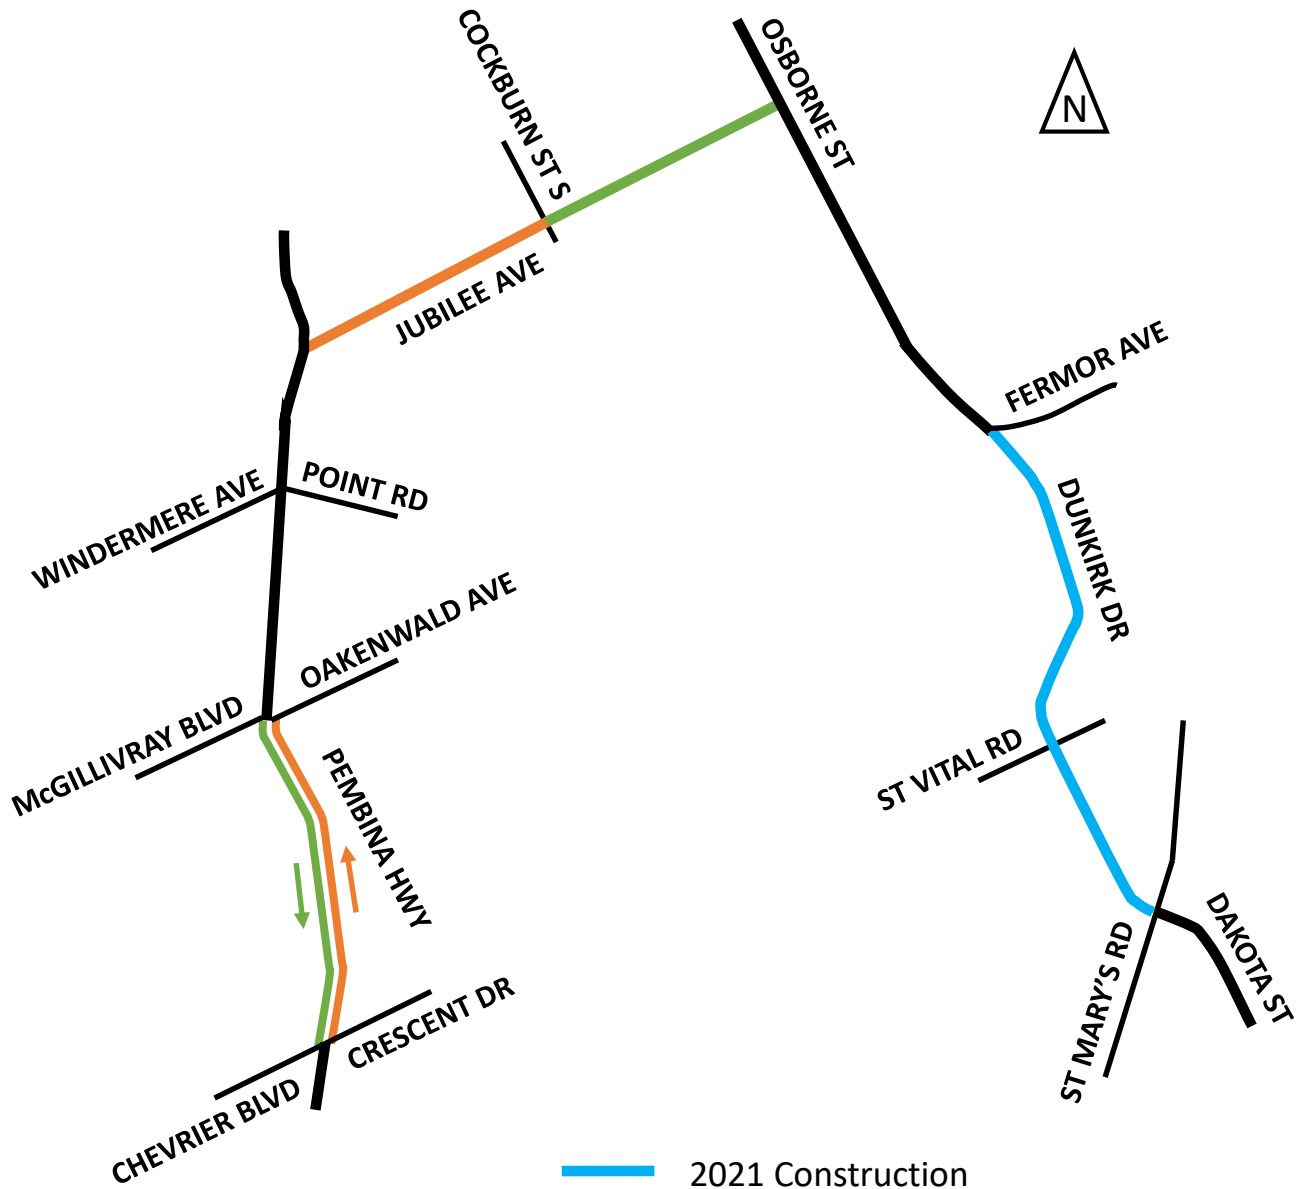 COCKBURN ST S
OSBORNE ST
N
JUBILEE AVE
FERMOR AVE
WINDERMERE AVE
POINT RD
DUNKIRK DR
OAKENWALD AVE
McGILLIVRAY BLVD
PEMBINA HWY
ST VITAL RD
DAKOTA ST
ST MARY'S RD
CRESCENT DR
CHEVRIER BLVD
2021 Construction